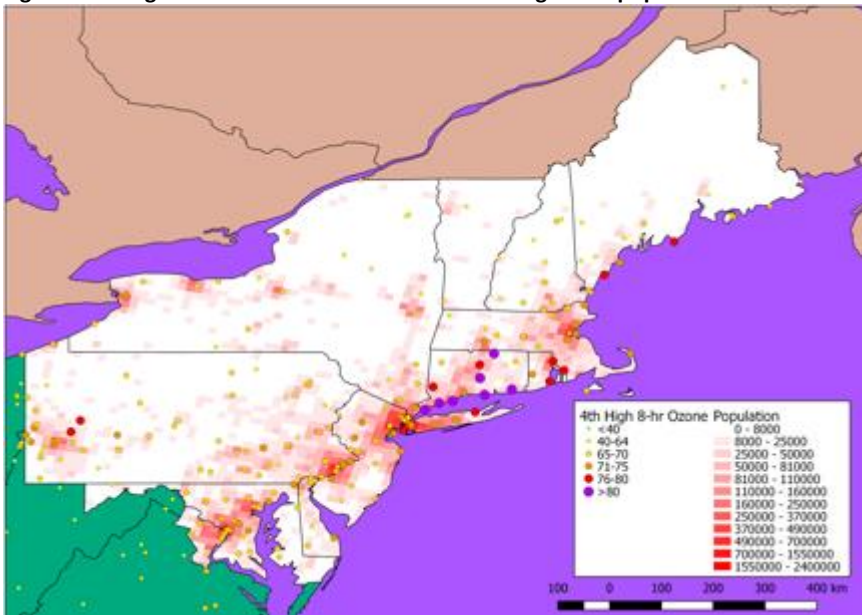 4th High 8-hr Ozone Population
<40 0 - 8000
40-64 8000 - 25000
65-70 25000 - 50000
71-75 50000 - 81000
76-80 81000 - 110000
>80 110000 - 160000
160000 - 250000
250000 - 370000
370000 - 490000
490000 - 700000
700000 - 1550000
1550000 - 2400000
100 0 100 200 300 400 km